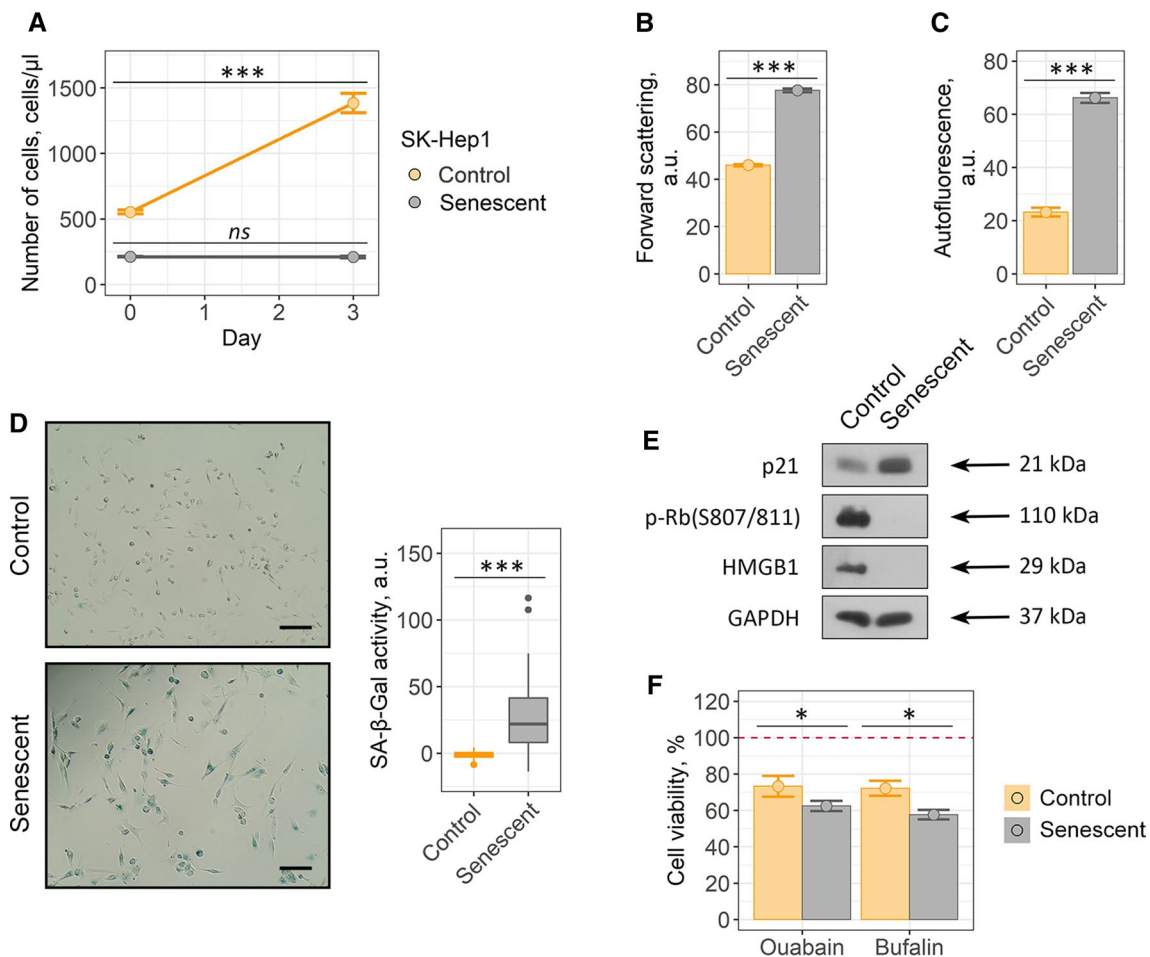 A
Number of cells, cells/µl
1500
1000
500
0
***
ns
0
1
2
3
Day
SK-Hep1
Control
Senescent
B
Forward scattering,
a.u.
80
60
40
20
0
***
Control
Senescent
C
Autofluorescence,
a.u.
80
60
40
20
0
***
Control
Senescent
D
Control
Senescent
SA-β-Gal activity, a.u.
150
100
50
0
***
Control
Senescent
E
Control
Senescent
p21
21 kDa
p-Rb(S807/811)
110 kDa
HMGB1
29 kDa
GAPDH
37 kDa
F
Cell viability, %
120
100
80
60
40
20
0
*
*
Ouabain
Bufalin
Control
Senescent